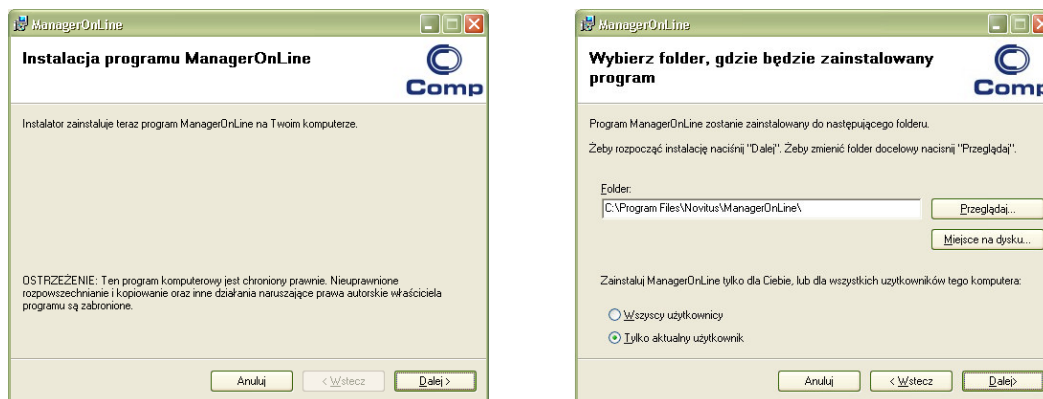 ManagerOnLine
Instalacja programu ManagerOnLine
Comp
Instalator zainstaluje teraz program ManagerOnLine na Twoim komputerze.
OSTRZEŻENIE: Ten program komputerowy jest chroniony prawnie. Nieuprawnione
rozpowszechnianie i kopiowanie oraz inne działania naruszające prawa autorskie właściciela
programu są zabronione.
Anuluj
< Wstecz
Dalej >
ManagerOnLine
Wybierz folder, gdzie będzie zainstalowany
program
Comp
Program ManagerOnLine zostanie zainstalowany do następującego folderu.
Żeby rozpocząć instalację naciśnij "Dalej". Żeby zmienić folder docelowy nacisnij "Przeglądaj".
Folder:
C:\Program Files\Novitus\ManagerOnLine\
Przeglądaj...
Miejsce na dysku...
Zainstaluj ManagerOnLine tylko dla Ciebie, lub dla wszystkich uzytkowników tego komputera:
Wszyscy użytkownicy
Tylko aktualny użytkownik
Anuluj
< Wstecz
Dalej>